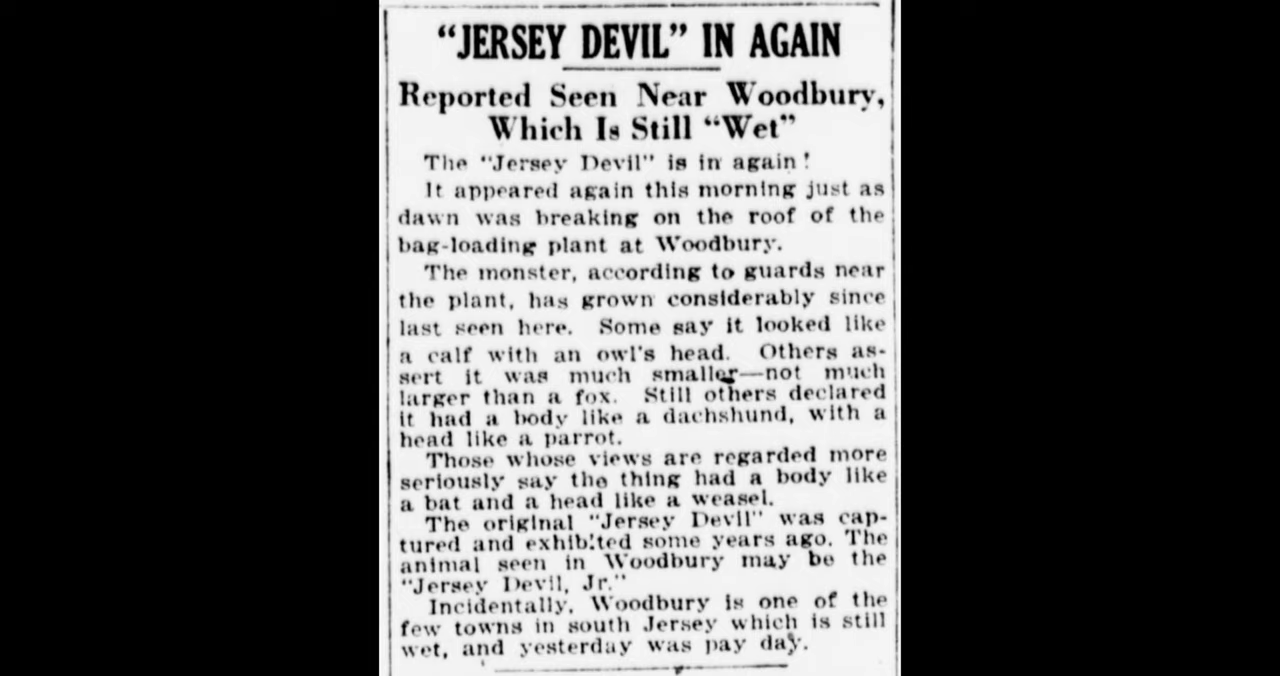 "JERSEY DEVIL" IN AGAIN
Reported Seen Near Woodbury,
Which Is Still "Wet"
The "Jersey Devil" is in again!
It appeared again this morning just as
dawn was breaking on the roof of the
bag-loading plant at Woodbury.
The monster, according to guards near
the plant, has grown considerably since
last seen here. Some say it looked like
a calf with an owl's head. Others as-
sert it was much smaller—not much
larger than a fox. Still others declared
it had a body like a dachshund, with a
head like a parrot.
Those whose views are regarded more
seriously say the thing had a body like
a bat and a head like a weasel.
The original "Jersey Devil" was cap-
tured and exhibited some years ago. The
animal seen in Woodbury may be the
"Jersey Devil, Jr."
Incidentally, Woodbury is one of the
few towns in south Jersey which is still
wet, and yesterday was pay day.